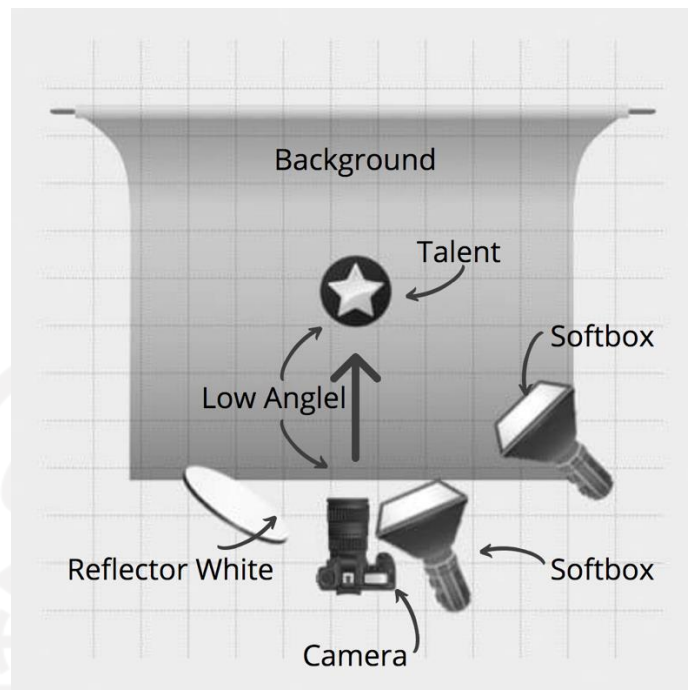 Background
Talent
Softbox
Low Anglel
Reflector White
Softbox
Camera